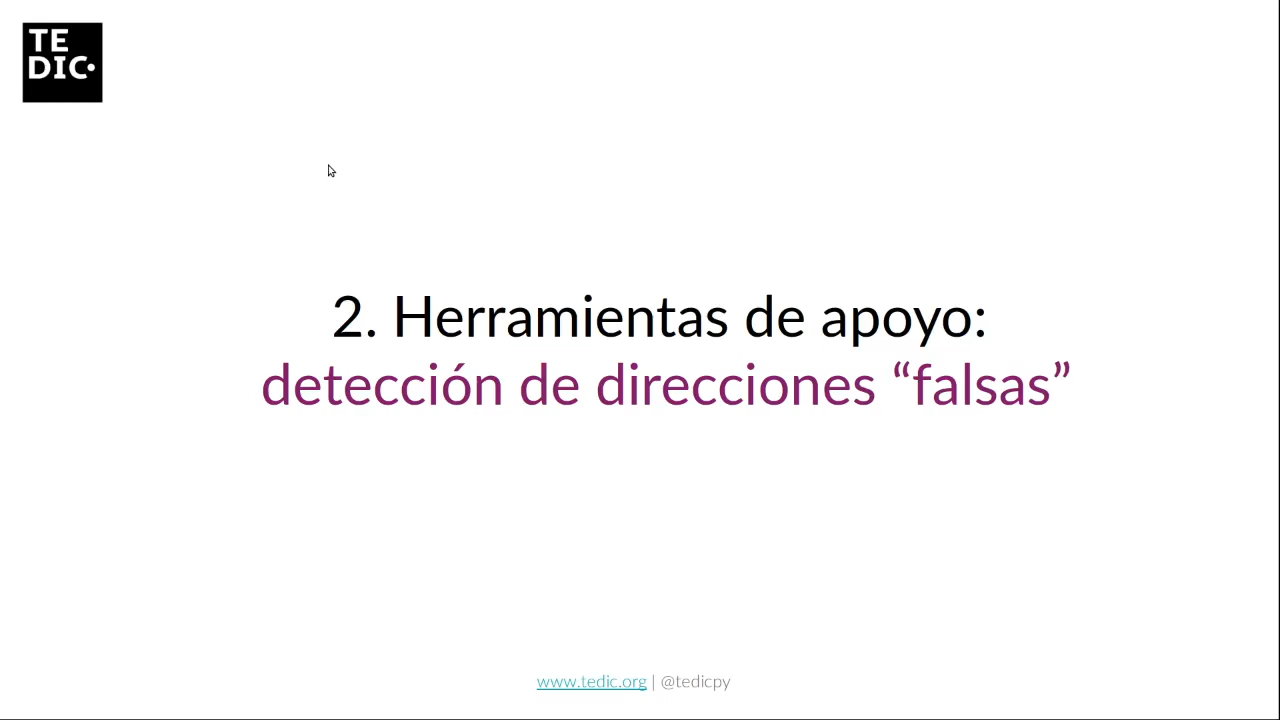 TE
DIC
2. Herramientas de apoyo:
detección de direcciones “falsas”
www.tedic.org | @tedicpy